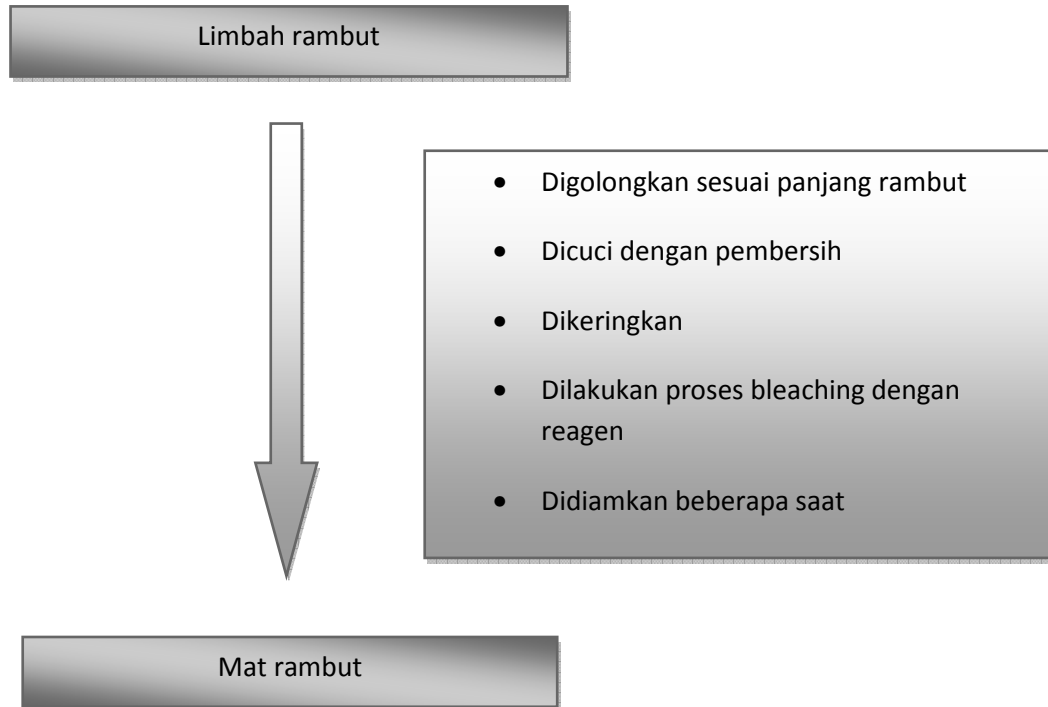 Limbah rambut
• Digolongkan sesuai panjang rambut
• Dicuci dengan pembersih
• Dikeringkan
• Dilakukan proses bleaching dengan
reagen
• Didiamkan beberapa saat
Mat rambut